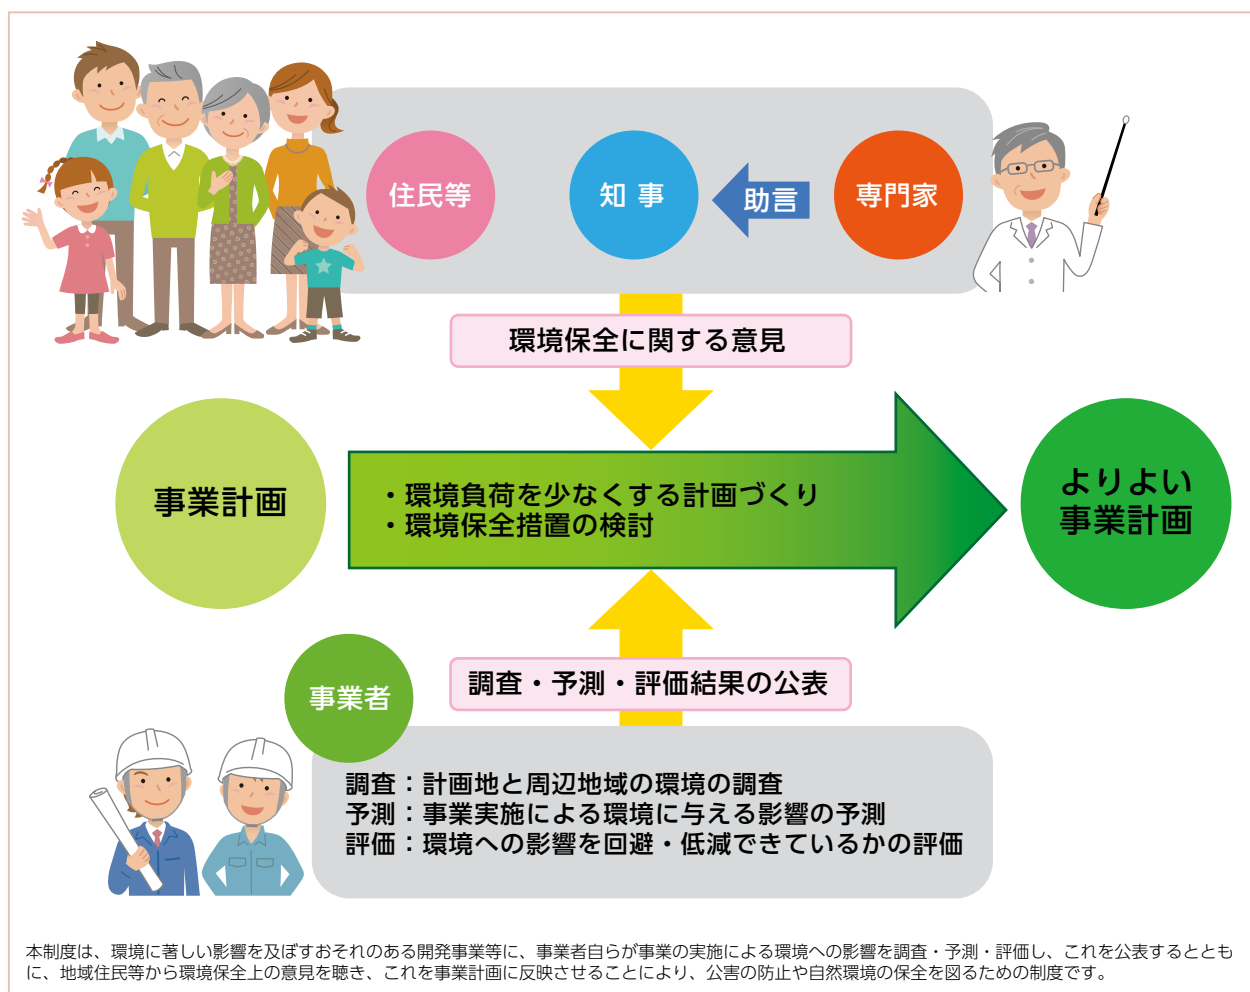 住民等
知事
助言
専門家
環境保全に関する意見
事業計画
・環境負荷を少なくする計画づくり
・環境保全措置の検討
よりよい
事業計画
調査・予測・評価結果の公表
事業者
調査：計画地と周辺地域の環境の調査
予測：事業実施による環境に与える影響の予測
評価：環境への影響を回避・低減できているかの評価
本制度は、環境に著しい影響を及ぼすおそれのある開発事業等に、事業者自らが事業の実施による環境への影響を調査・予測・評価し、これを公表するととも
に、地域住民等から環境保全上の意見を聴き、これを事業計画に反映させることにより、公害の防止や自然環境の保全を図るための制度です。